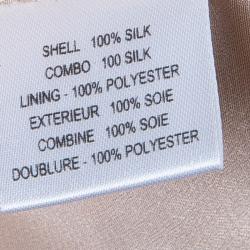 SHELL 100% SILK
COMBO 100 SILK
LINING - 100% POLYESTER
EXTERIEUR 100% SOIE
COMBINE - 100% SOIE
DOUBLURE - 100% POLYESTER